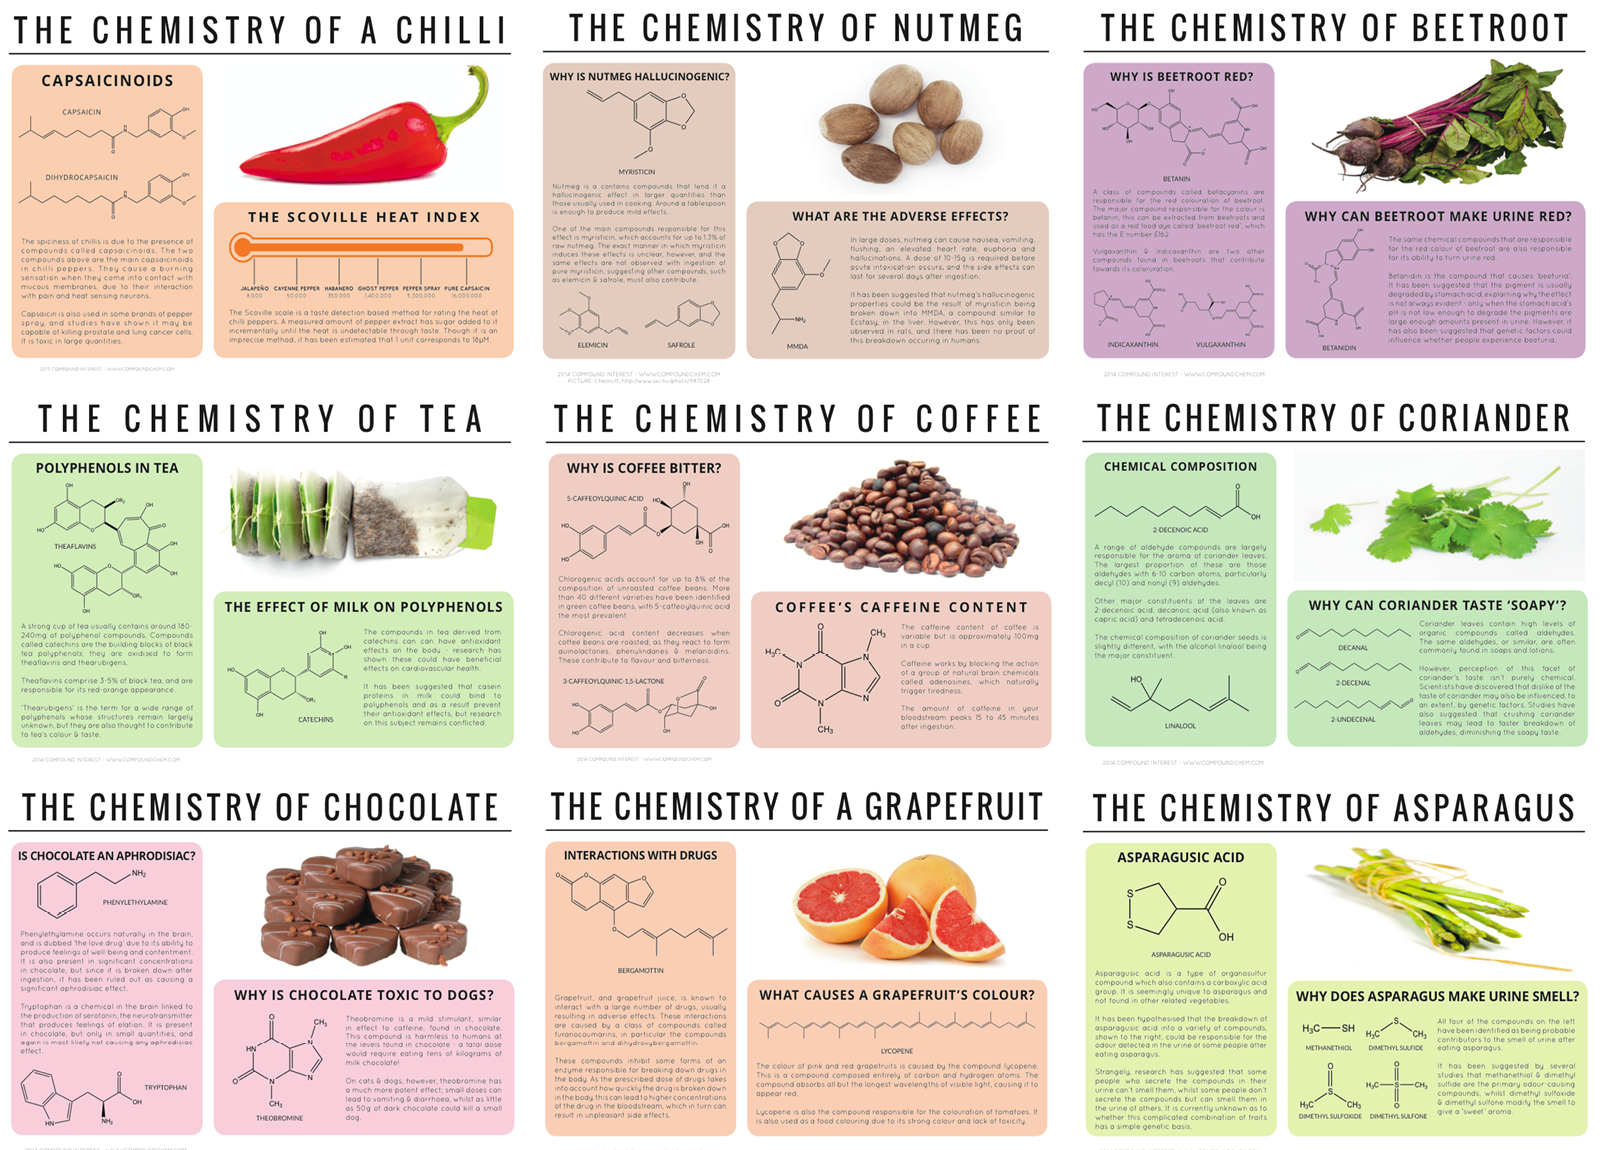 THE CHEMISTRY OF A CHILLI
CAPSAICINOIDS
CAPSAICIN
DIHYDROCAPSAICIN
The spiciness of chillis is due to the presence of
compounds called capsaicinoids. The two
compounds above are the main capsaicinoids
in chilli peppers. They cause a burning
sensation when they come into contact with
mucous membranes, due to their interaction
with pain and heat sensing neurons.
Capsaicin is also used in some brands of pepper
spray, and studies have shown it may be
capable of killing prostate and lung cancer cells.
It is toxic in large quantities.
THE SCOVILLE HEAT INDEX
JALAPEÑO CAYENNE PEPPER HABANERO GHOST PEPPER PEPPER SPRAY PURE CAPSAICIN
8,000 50,000 350,000 1,400,000 5,300,000 16,000,000
The Scoville scale is a taste detection based method for rating the heat of
chilli peppers. A measured amount of pepper extract has sugar added to it
incrementally until the heat is undetectable through taste. Though it is an
imprecise method, it has been estimated that 1 unit corresponds to 18µM.
2013 COMPOUND INTEREST - WWW.COMPOUNDCHEM.COM
THE CHEMISTRY OF NUTMEG
WHY IS NUTMEG HALLUCINOGENIC?
MYRISTICIN
Nutmeg is a contains compounds that lend it a
hallucinogenic effect in larger quantities than
those usually used in cooking. Around a tablespoon
is enough to produce mild effects.
One of the main compounds responsible for this
effect is myristicin, which accounts for up to 1.3% of
raw nutmeg. The exact manner in which myristicin
induces these effects is unclear, however, and the
same effects are not observed with ingestion of
pure myristicin, suggesting other compounds, such
as elemicin & safrole, must also contribute.
ELEMICIN SAFROLE
WHAT ARE THE ADVERSE EFFECTS?
MMDA
In large doses, nutmeg can cause nausea, vomiting,
flushing, an elevated heart rate, euphoria and
hallucinations. A dose of 10-15g is required before
acute intoxication occurs, and the side effects can
last for several days after ingestion.
It has been suggested that nutmeg's hallucinogenic
properties could be the result of myristicin being
broken down into MMDA, a compound similar to
Ecstasy, in the liver. However, this has only been
observed in rats, and there has been no proof of
this breakdown occuring in humans.
2014 COMPOUND INTEREST - WWW.COMPOUNDCHEM.COM
THE CHEMISTRY OF BEETROOT
WHY IS BEETROOT RED?
BETANIN
A class of compounds called betacyanins are
responsible for the red colouration of beetroot.
The major compound responsible for the colour is
betanin; this can be extracted from beetroots and
used as a red food dye called 'beetroot red', which
has the E number E162.
Vulgaxanthin & indicaxanthin are two other
compounds found in beetroots that contribute
towards its colouration.
INDICAXANTHIN VULGAXANTHIN
WHY CAN BEETROOT MAKE URINE RED?
BETANIDIN
The same chemical compounds that are responsible
for the red colour of beetroot are also responsible
for its ability to turn urine red.
Betanidin is the compound that causes 'beeturia'.
It has been suggested that the pigment is usually
degraded by stomach acid, explaining why the effect
is not always evident - only when the stomach acid's
pH is not low enough to degrade the pigments are
large enough amounts present in urine. However, it
has also been suggested that genetic factors could
influence whether people experience beeturia.
2014 COMPOUND INTEREST - WWW.COMPOUNDCHEM.COM
THE CHEMISTRY OF TEA
POLYPHENOLS IN TEA
THEAFLAVINS
A strong cup of tea usually contains around 180-
240mg of polyphenol compounds. Compounds
called catechins are the building blocks of black
tea polyphenols; they are oxidised to form
theaflavins and thearubigens.
Theaflavins comprise 3-5% of black tea, and are
responsible for its red-orange appearance.
'Thearubigens' is the term for a wide range of
polyphenols whose structures remain largely
unknown, but they are also thought to contribute
to tea's colour & taste.
THE EFFECT OF MILK ON POLYPHENOLS
CATECHINS
The compounds in tea derived from
catechins can can have antioxidant
effects on the body - research has
shown these could have beneficial
effects on cardiovascular health.
It has been suggested that casein
proteins in milk could bind to
polyphenols and as a result prevent
their antioxidant effects, but research
on this subject remains conflicted.
2014 COMPOUND INTEREST - WWW.COMPOUNDCHEM.COM
THE CHEMISTRY OF COFFEE
WHY IS COFFEE BITTER?
5-CAFFEOYLQUINIC ACID
Chlorogenic acids account for up to 8% of the
composition of unroasted coffee beans. More
than 40 different varieties have been identified
in green coffee beans, with 5-caffeoylquinic acid
the most prevalent.
Chlorogenic acid content decreases when
coffee beans are roasted, as they react to form
quinolactones, phenylindanes & melanoidins.
These contribute to flavour and bitterness.
3-CAFFEOYLQUINIC-1,5-LACTONE
COFFEE'S CAFFEINE CONTENT
The caffeine content of coffee is
variable but is approximately 100mg
in a cup.
Caffeine works by blocking the action
of a group of natural brain chemicals
called adenosines, which naturally
trigger tiredness.
The amount of caffeine in your
bloodstream peaks 15 to 45 minutes
after ingestion.
2014 COMPOUND INTEREST - WWW.COMPOUNDCHEM.COM
THE CHEMISTRY OF CORIANDER
CHEMICAL COMPOSITION
2-DECENOIC ACID
A range of aldehyde compounds are largely
responsible for the aroma of coriander leaves.
The largest proportion of these are those
aldehydes with 6-10 carbon atoms, particularly
decyl (10) and nonyl (9) aldehydes.
Other major constituents of the leaves are
2-decenoic acid, decanoic acid (also known as
capric acid) and tetradecenoic acid.
The chemical composition of coriander seeds is
slightly different, with the alcohol linalool being
the major constituent.
LINALOOL
WHY CAN CORIANDER TASTE 'SOAPY'?
DECANAL
2-DECENAL
2-UNDECENAL
Coriander leaves contain high levels of
organic compounds called aldehydes.
The same aldehydes, or similar, are often
commonly found in soaps and lotions.
However, perception of this facet of
coriander's taste isn't purely chemical.
Scientists have discovered that dislike of the
taste of coriander may also be influenced, to
an extent, by genetic factors. Studies have
also suggested that crushing coriander
leaves may lead to faster breakdown of
aldehydes, diminishing the soapy taste.
2014 COMPOUND INTEREST - WWW.COMPOUNDCHEM.COM
THE CHEMISTRY OF CHOCOLATE
IS CHOCOLATE AN APHRODISIAC?
PHENYLETHYLAMINE
Phenylethylamine occurs naturally in the brain,
and is dubbed 'the love drug' due to its ability to
produce feelings of well-being and contentment.
It is also present in significant concentrations
in chocolate, but since it is broken down after
ingestion, it has been ruled out as causing a
significant aphrodisiac effect.
Tryptophan is a chemical in the brain linked to
the production of serotonin, the neurotransmitter
that produces feelings of elation. It is present
in chocolate, but only in small quantities, and
again is most likely not causing any aphrodisiac
effect.
TRYPTOPHAN
WHY IS CHOCOLATE TOXIC TO DOGS?
THEOBROMINE
Theobromine is a mild stimulant, similar
in effect to caffeine, found in chocolate.
This compound is harmless to humans at
the levels found in chocolate - a fatal dose
would require eating tens of kilograms of
milk chocolate!
On cats & dogs, however, theobromine has
a much more potent effect; small doses can
lead to vomiting & diarrhoea, whilst as little
as 50g of dark chocolate could kill a small
dog.
THE CHEMISTRY OF A GRAPEFRUIT
INTERACTIONS WITH DRUGS
BERGAMOTTIN
Grapefruit, and grapefruit juice, is known to
interact with a large number of drugs, usually
resulting in adverse effects. These interactions
are caused by a class of compounds called
furanocoumarins, in particular the compounds
bergamottin and dihydroxybergamottin.
These compounds inhibit some forms of an
enzyme responsible for breaking down drugs in
the body. As the prescribed dose of drugs takes
into account how quickly the drug is broken down
in the body, this can lead to higher concentrations
of the drug in the bloodstream, which in turn can
result in unpleasant side effects.
WHAT CAUSES A GRAPEFRUIT'S COLOUR?
LYCOPENE
The colour of pink and red grapefruits is caused by the compound lycopene.
This is a compound composed entirely of carbon and hydrogen atoms. The
compound absorbs all but the longest wavelengths of visible light, causing it to
appear red.
Lycopene is also the compound responsible for the colouration of tomatoes. It
is also used as a food colouring due to its strong colour and lack of toxicity.
THE CHEMISTRY OF ASPARAGUS
ASPARAGUSIC ACID
ASPARAGUSIC ACID
Asparagusic acid is a type of organosulfur
compound which also contains a carboxylic acid
group. It is seemingly unique to asparagus and
not found in other related vegetables.
It has been hypothesised that the breakdown of
asparagusic acid into a variety of compounds,
shown to the right, could be responsible for the
odour detected in the urine of some people after
eating asparagus.
Strangely, research has suggested that some
people who secrete the compounds in their
urine can't smell them, whilst some people don't
secrete the compounds but can smell them in
the urine of others. It is currently unknown as to
whether this complicated combination of traits
has a simple genetic basis.
WHY DOES ASPARAGUS MAKE URINE SMELL?
METHANETHIOL DIMETHYL SULFIDE
DIMETHYL SULFOXIDE DIMETHYL SULFONE
All four of the compounds on the left
have been identified as being probable
contributors to the smell of urine after
eating asparagus.
It has been suggested by several
studies that methanethiol & dimethyl
sulfide are the primary odour-causing
compounds, whilst dimethyl sulfoxide &
dimethyl sulfone modify the smell to
give a 'sweet' aroma.